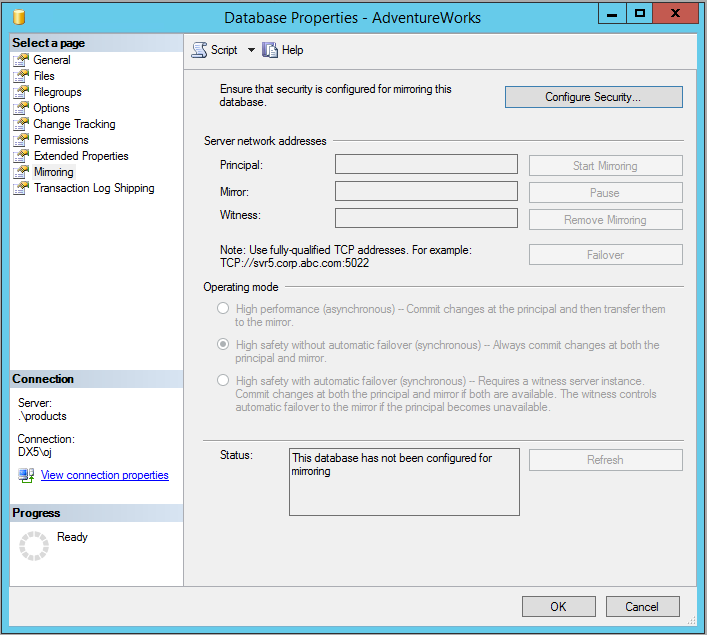 Database Properties - AdventureWorks
Select a page
General
Files
Filegroups
Options
Change Tracking
Permissions
Extended Properties
Mirroring
Transaction Log Shipping
Script
Help
Ensure that security is configured for mirroring this
database.
Configure Security...
Server network addresses
Principal:
Start Mirroring
Mirror:
Pause
Witness:
Remove Mirroring
Note: Use fully-qualified TCP addresses. For example:
TCP://svr5.corp.abc.com:5022
Failover
Operating mode
High performance (asynchronous) -- Commit changes at the principal and then transfer them
to the mirror.
High safety without automatic failover (synchronous) -- Always commit changes at both the
principal and mirror.
High safety with automatic failover (synchronous) -- Requires a witness server instance.
Commit changes at both the principal and mirror if both are available. The witness controls
automatic failover to the mirror if the principal becomes unavailable.
Connection
Server:
.\products
Connection:
DX5\oj
View connection properties
Status:
This database has not been configured for
mirroring
Refresh
Progress
Ready
OK
Cancel